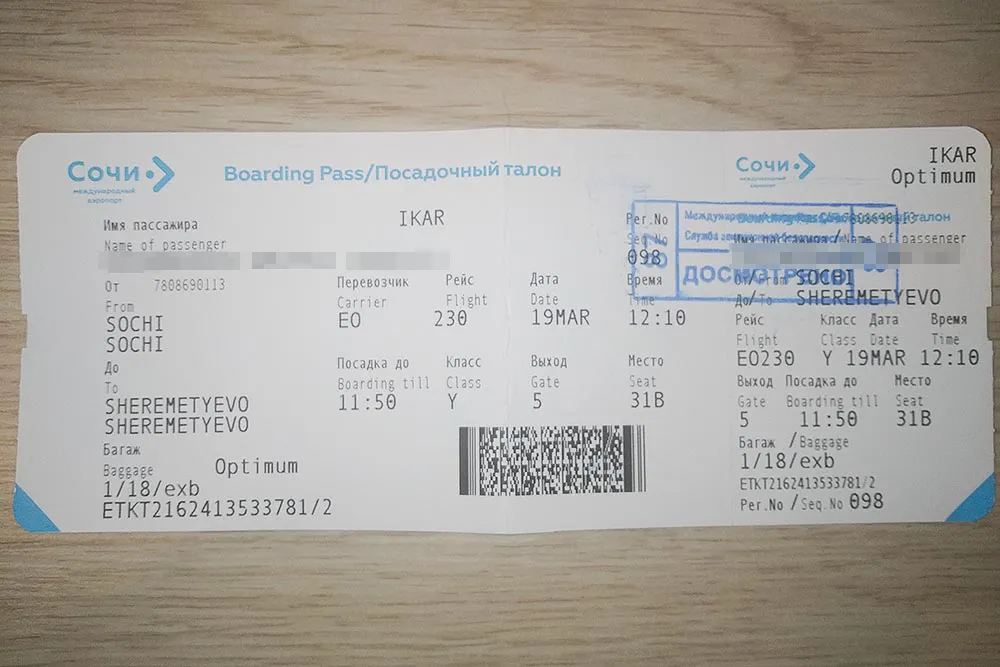 Сочи
международный
аэропорт
Boarding Pass/Посадочный талон
IKAR
Имя пассажира
Name of passenger
От 7808690113
From
SOCHI
SOCHI
До
To
SHEREMETYEVO
SHEREMETYEVO
Багаж
Baggage Optimum
1/18/exb
ETKT2162413533781/2
Перевозчик Рейс Дата Время
Carrier Flight Date Time
EO 230 19MAR 12:10
Посадка до Класс Выход Место
Boarding till Class Gate Seat
11:50 Y 5 31B
Рег.No
Seq.No
098
Сочи
международный
аэропорт
IKAR
Optimum
7808690113
Имя пассажира/Name of passenger
От/From SOCHI
До/To SHEREMETYEVO
ДОСМОТРЕНО
Рейс Класс Дата Время
Flight Class Date Time
EO230 Y 19MAR 12:10
Выход Посадка до Место
Gate Boarding till Seat
5 11:50 31B
Багаж /Baggage
1/18/exb
ETKT2162413533781/2
Рег.No /Seq.No 098